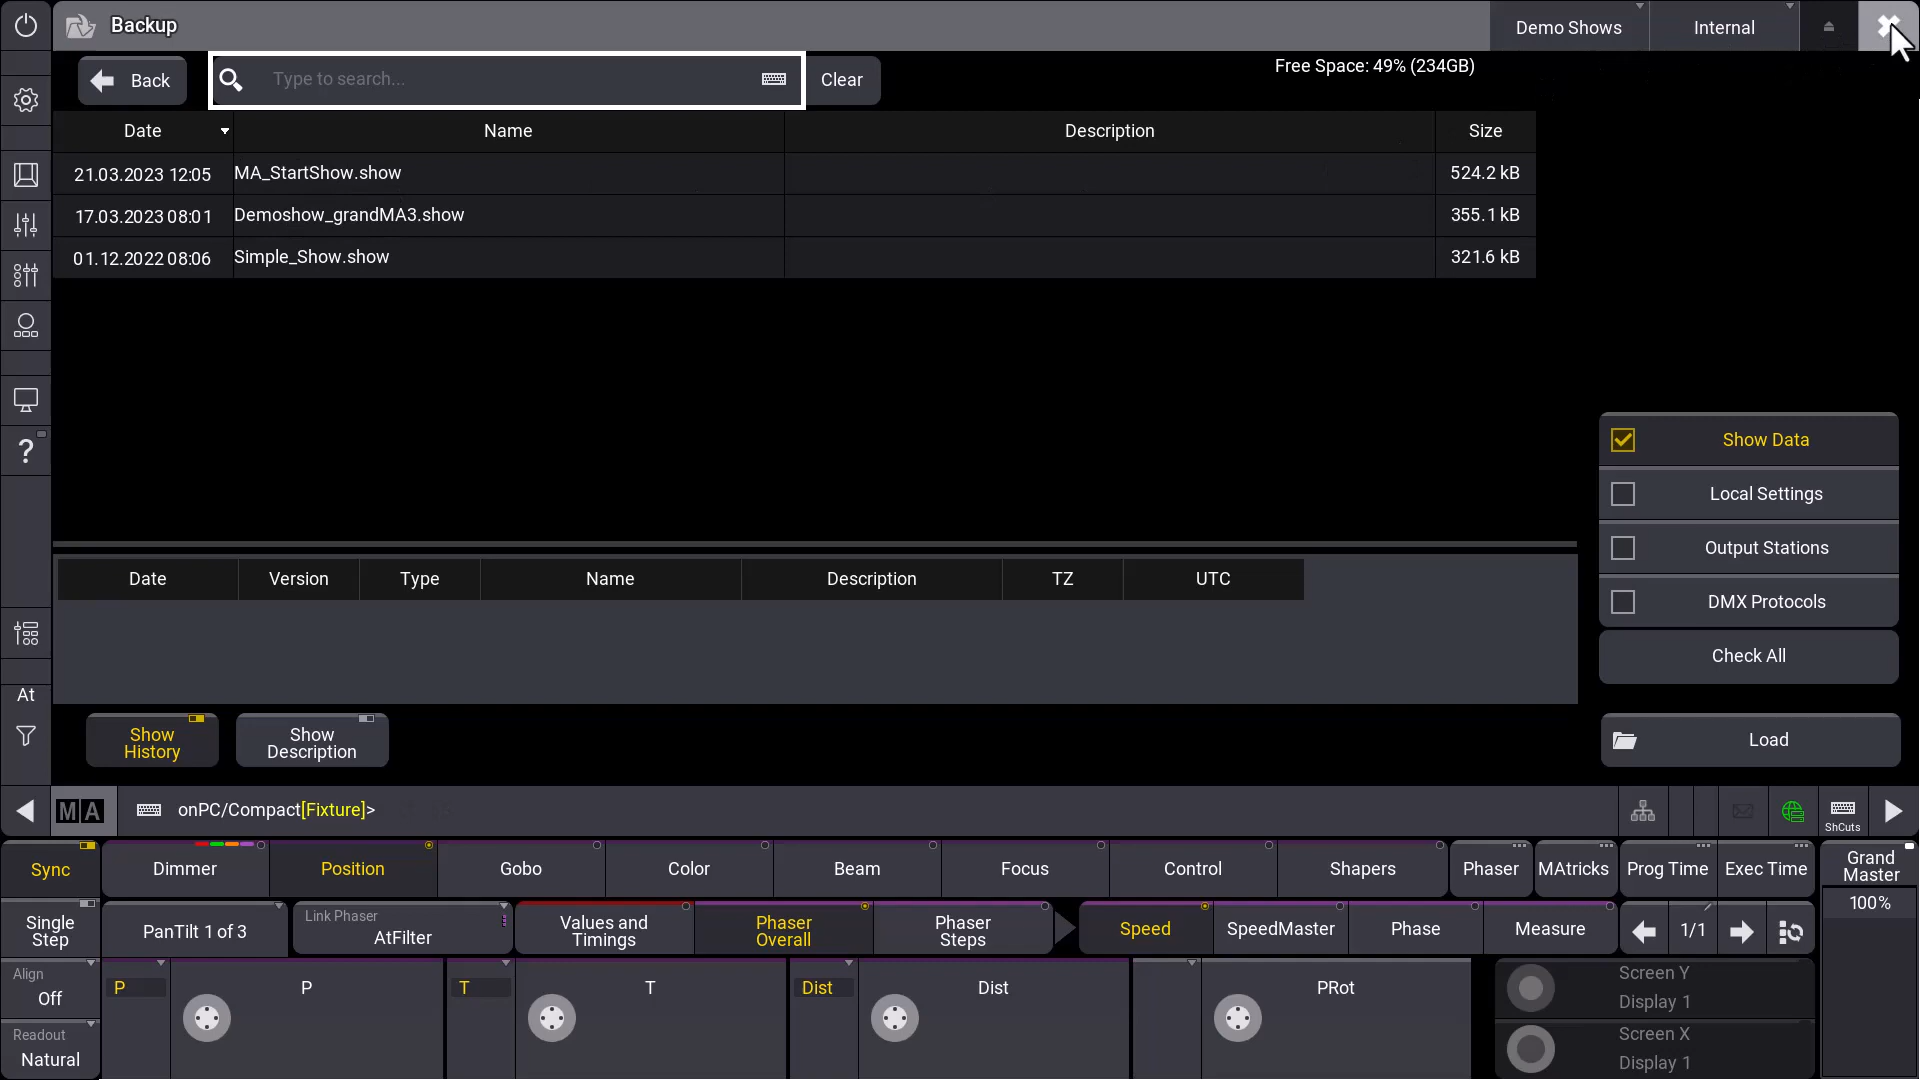 Backup
Demo Shows
Internal
Back
Type to search...
Clear
Free Space: 49% (234GB)
Date Name Description Size
21.03.2023 12:05 MA_StartShow.show 524.2 kB
17.03.2023 08:01 Demoshow_grandMA3.show 355.1 kB
01.12.2022 08:06 Simple_Show.show 321.6 kB
Show Data
Local Settings
Output Stations
DMX Protocols
Check All
Date Version Type Name Description TZ UTC
?
At
Show
History
Show
Description
Load
MA
onPC/Compact[Fixture]>
ShCuts
Sync
Dimmer
Position
Gobo
Color
Beam
Focus
Control
Shapers
Phaser
MAtricks
Prog Time
Exec Time
Grand
Master
100%
Single
Step
PanTilt 1 of 3
Link Phaser
AtFilter
Values and
Timings
Phaser
Overall
Phaser
Steps
Speed
SpeedMaster
Phase
Measure
1/1
Align
Off
P
P
T
T
Dist
Dist
PRot
Screen Y
Display 1
Readout
Natural
Screen X
Display 1